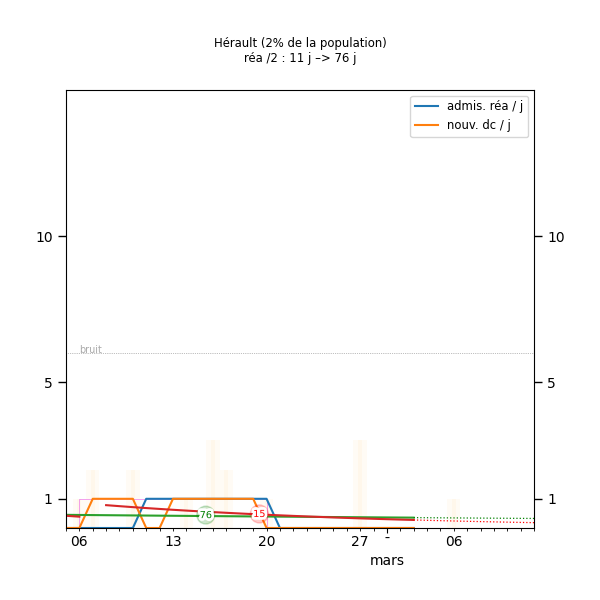 Hérault (2% de la population)
réa /2 : 11 j –> 76 j
admis. réa / j
nouv. dc / j
10 10
bruit
5 5
1 1
76 15
06 13 20 27 - 06
mars